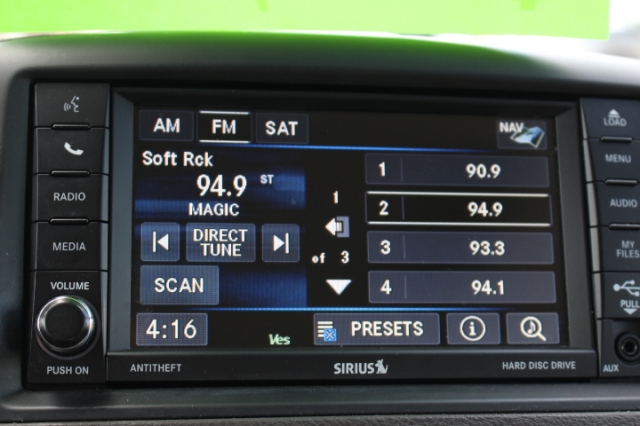 AM FM SAT NAV
Soft Rck
94.9 ST
MAGIC
DIRECT
TUNE
SCAN
1
of 3
1 90.9
2 94.9
3 93.3
4 94.1
4:16 Ves PRESETS i
RADIO
MEDIA
VOLUME
PUSH ON
LOAD
MENU
AUDIO
MY
FILES
PULL
AUX
ANTITHEFT SIRIUS HARD DISC DRIVE